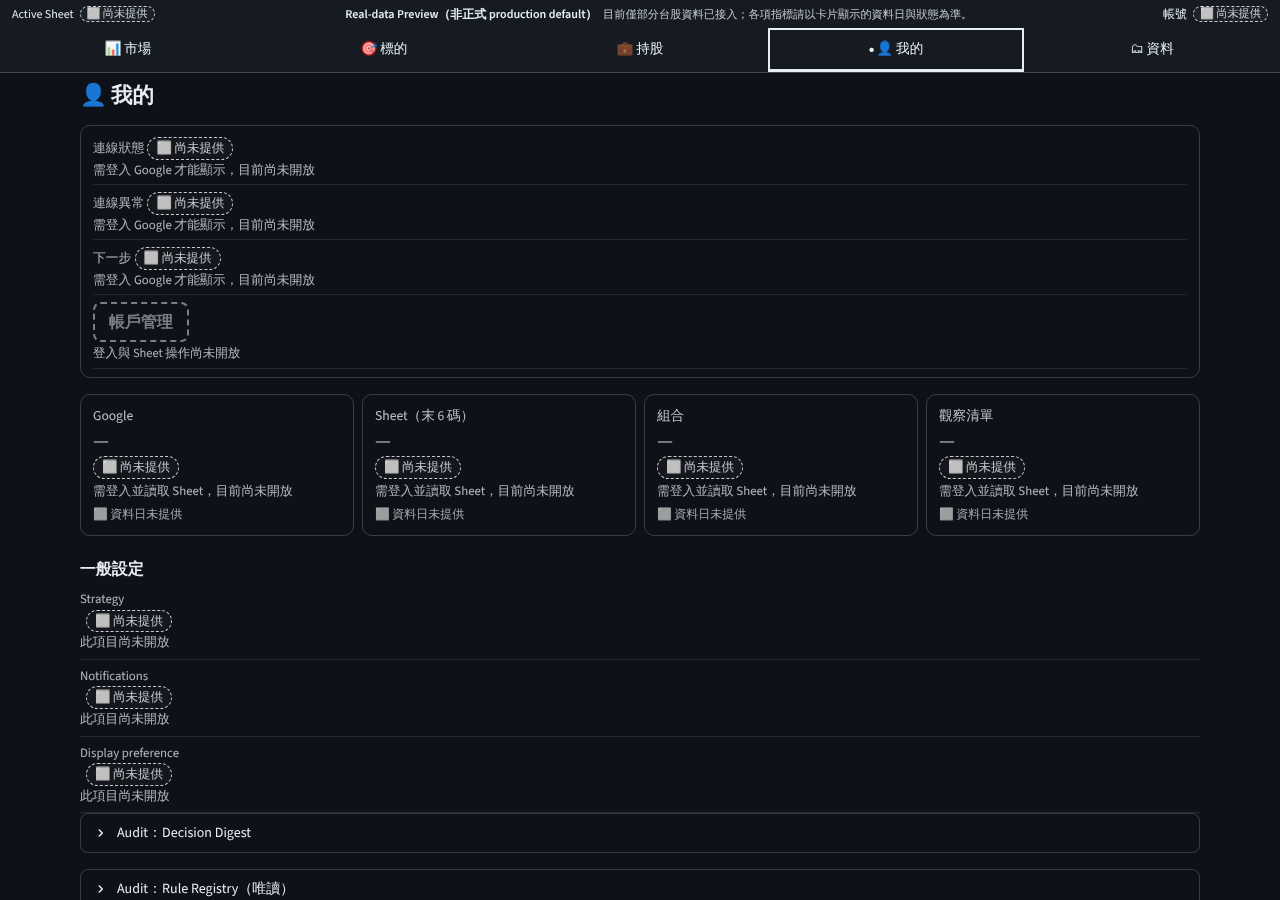 Active Sheet ⬜ 尚未提供 Real-data Preview（非正式 production default） 目前僅部分台股資料已接入；各項指標請以卡片顯示的資料日與狀態為準。 帳號 ⬜ 尚未提供
📊 市場 🎯 標的 💼 持股 • 👤 我的 🗂 資料
👤 我的
連線狀態 ⬜ 尚未提供
需登入 Google 才能顯示，目前尚未開放
連線異常 ⬜ 尚未提供
需登入 Google 才能顯示，目前尚未開放
下一步 ⬜ 尚未提供
需登入 Google 才能顯示，目前尚未開放
帳戶管理
登入與 Sheet 操作尚未開放
Google
—
⬜ 尚未提供
需登入並讀取 Sheet，目前尚未開放
⬜ 資料日未提供
Sheet（末 6 碼）
—
⬜ 尚未提供
需登入並讀取 Sheet，目前尚未開放
⬜ 資料日未提供
組合
—
⬜ 尚未提供
需登入並讀取 Sheet，目前尚未開放
⬜ 資料日未提供
觀察清單
—
⬜ 尚未提供
需登入並讀取 Sheet，目前尚未開放
⬜ 資料日未提供
一般設定
Strategy
⬜ 尚未提供
此項目尚未開放
Notifications
⬜ 尚未提供
此項目尚未開放
Display preference
⬜ 尚未提供
此項目尚未開放
Audit：Decision Digest
Audit：Rule Registry（唯讀）